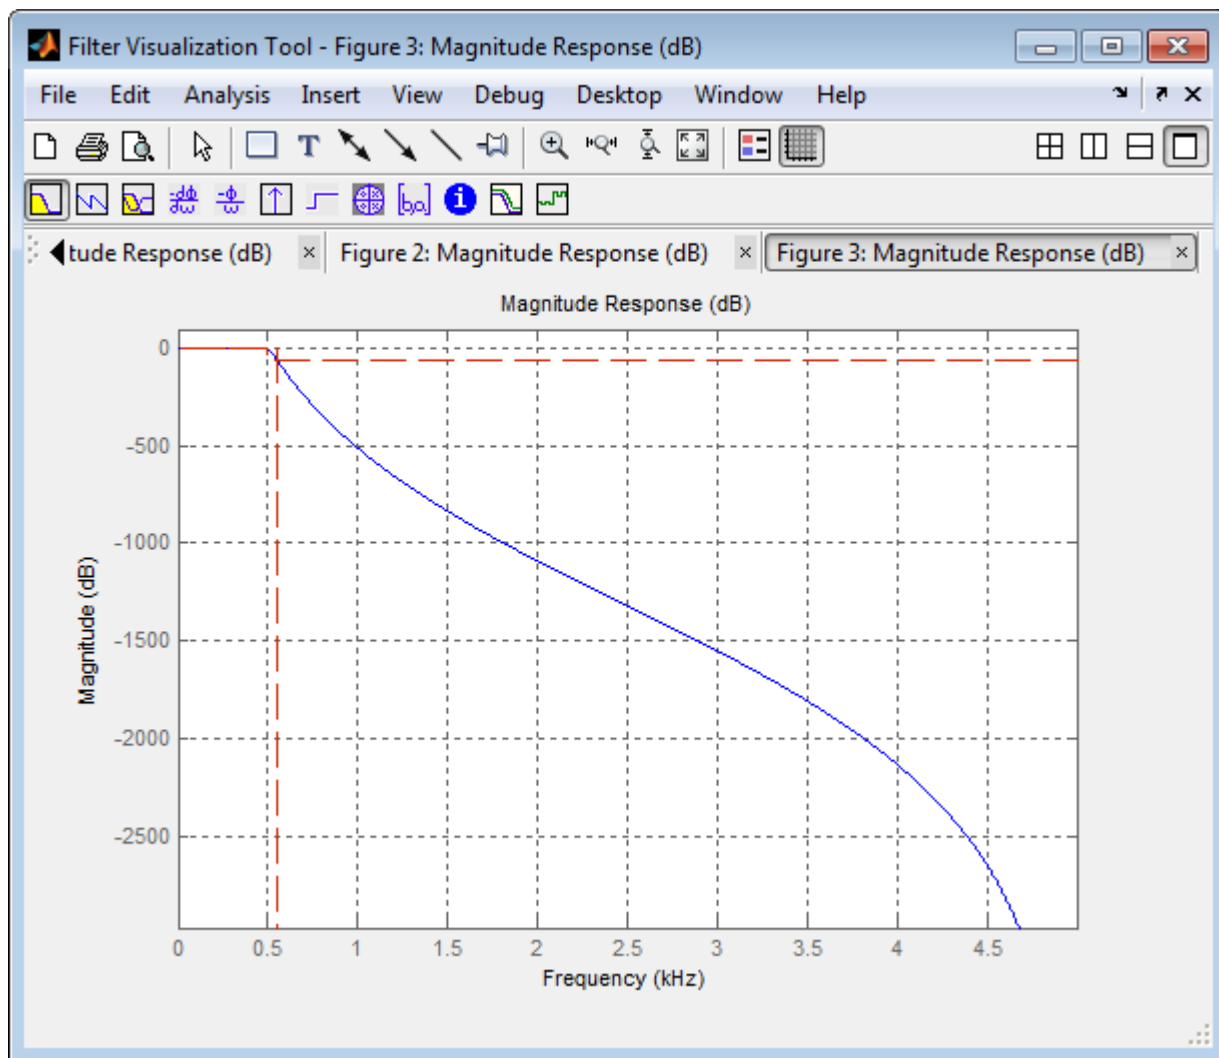 Filter Visualization Tool - Figure 3: Magnitude Response (dB)
File Edit Analysis Insert View Debug Desktop Window Help
T
[b,a] i
tude Response (dB) × Figure 2: Magnitude Response (dB) × Figure 3: Magnitude Response (dB) ×
Magnitude Response (dB)
0
-500
-1000
-1500
-2000
-2500
Magnitude (dB)
0 0.5 1 1.5 2 2.5 3 3.5 4 4.5
Frequency (kHz)